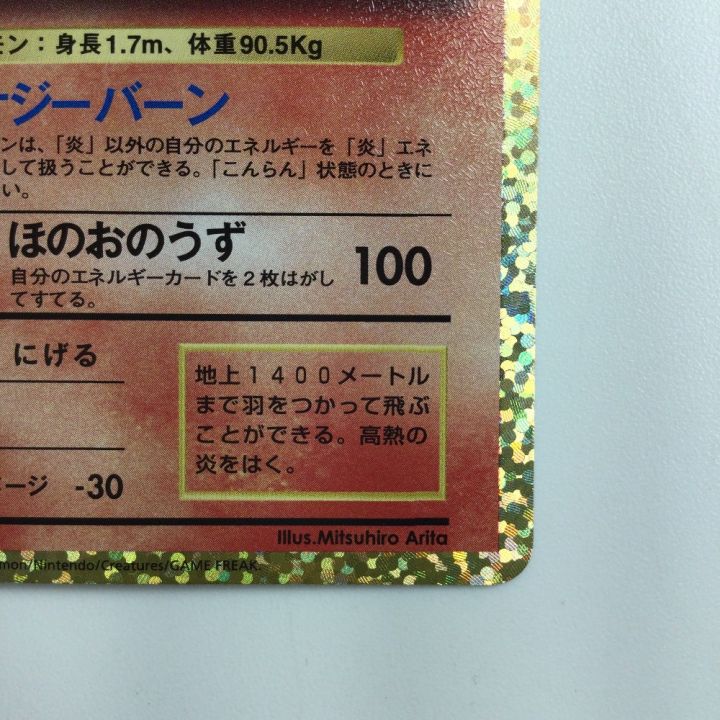 モン：身長1.7m、体重90.5Kg
ージーバーン
ンは、「炎」以外の自分のエネルギーを「炎」エネ
して扱うことができる。「こんらん」状態のときに
い。
ほのおのうず 100
自分のエネルギーカードを２枚はがし
てすてる。
にげる
地上１４００メートル
まで羽をつかって飛ぶ
ことができる。高熱の
炎をはく。
ージ -30
Illus.Mitsuhiro Arita
mon/Nintendo/Creatures/GAME FREAK.